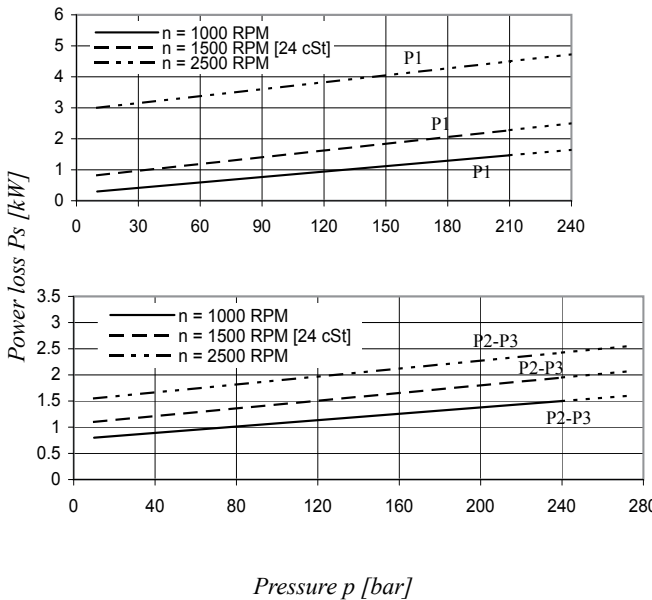 6
n = 1000 RPM
n = 1500 RPM [24 cSt]
n = 2500 RPM
P1
5
4
3
P1
2
1
P1
0
0 30 60 90 120 150 180 210 240
Power loss Ps [kW]
3.5
n = 1000 RPM
3
n = 1500 RPM [24 cSt]
P2-P3
2.5
n = 2500 RPM
P2-P3
2
1.5
P2-P3
1
0.5
0
0 40 80 120 160 200 240 280
Pressure p [bar]